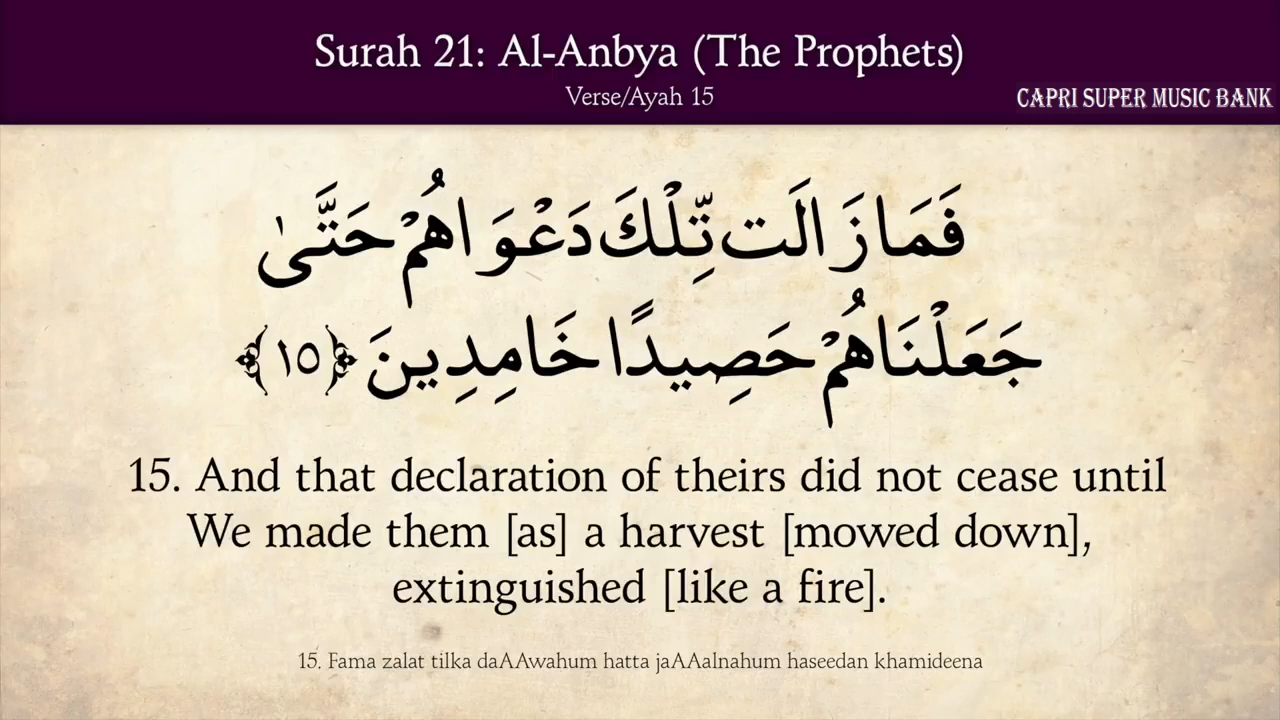 Surah 21: Al-Anbya (The Prophets)
Verse/Ayah 15
CAPRI SUPER MUSIC BANK
فَمَا زَالَت تِّلْكَ دَعْوَاهُمْ حَتَّىٰ
جَعَلْنَاهُمْ حَصِيدًا خَامِدِينَ ﴿١٥﴾
15. And that declaration of theirs did not cease until
We made them [as] a harvest [mowed down],
extinguished [like a fire].
15. Fama zalat tilka daAAwahum hatta jaAAalnahum haseedan khamideena